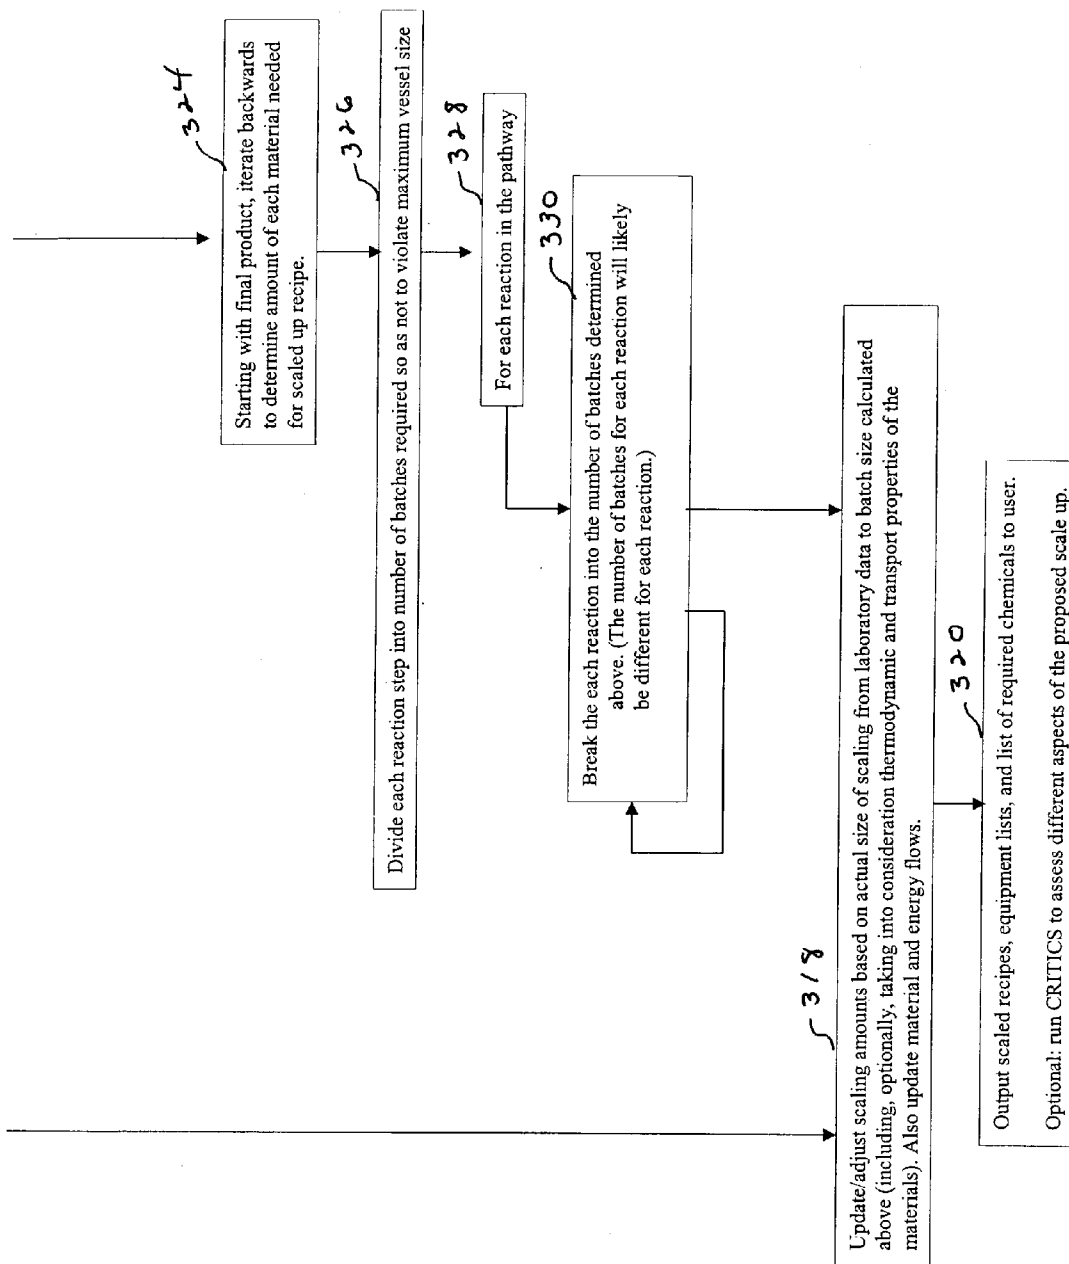 324
Starting with final product, iterate backwards
to determine amount of each material needed
for scaled up recipe.
326
Divide each reaction step into number of batches required so as not to violate maximum vessel size
328
For each reaction in the pathway
330
Break the each reaction into the number of batches determined
above. (The number of batches for each reaction will likely
be different for each reaction.)
318
Update/adjust scaling amounts based on actual size of scaling from laboratory data to batch size calculated
above (including, optionally, taking into consideration thermodynamic and transport properties of the
materials). Also update material and energy flows.
320
Output scaled recipes, equipment lists, and list of required chemicals to user.
Optional: run CRITICS to assess different aspects of the proposed scale up.